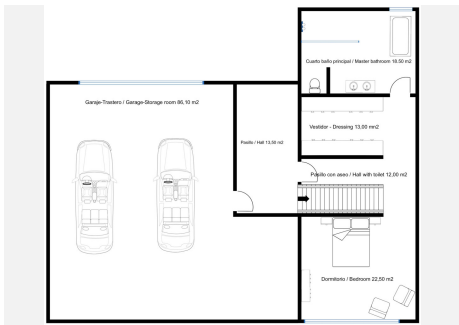 Cuarto baño principal / Master bathroom 18.50 m2
Garaje-Trastero / Garage-Storage room 86,10 m2
Vestidor - Dressing 13,00 mm2
Pasillo / Hall 13,50 m2
Pasillo con aseo / Hall with toilet 12,00 m2
Dormitorio / Bedroom 22,50 m2